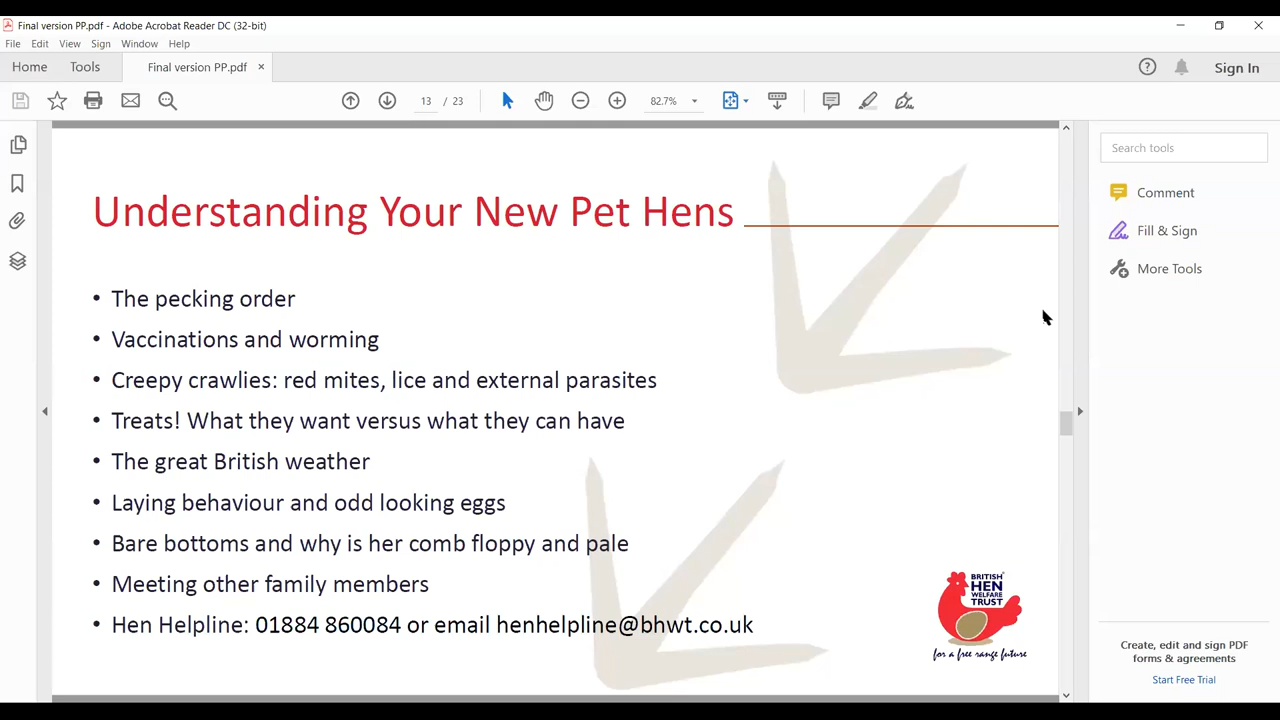 Final version PP.pdf - Adobe Acrobat Reader DC (32-bit)
File Edit View Sign Window Help
Home Tools Final version PP.pdf × Sign In
13 / 23 82.7%
Search tools
Comment
Fill & Sign
More Tools
Understanding Your New Pet Hens
• The pecking order
• Vaccinations and worming
• Creepy crawlies: red mites, lice and external parasites
• Treats! What they want versus what they can have
• The great British weather
• Laying behaviour and odd looking eggs
• Bare bottoms and why is her comb floppy and pale
• Meeting other family members
• Hen Helpline: 01884 860084 or email henhelpline@bhwt.co.uk
BRITISH
HEN
WELFARE
TRUST
for a free range future
Create, edit and sign PDF
forms & agreements
Start Free Trial